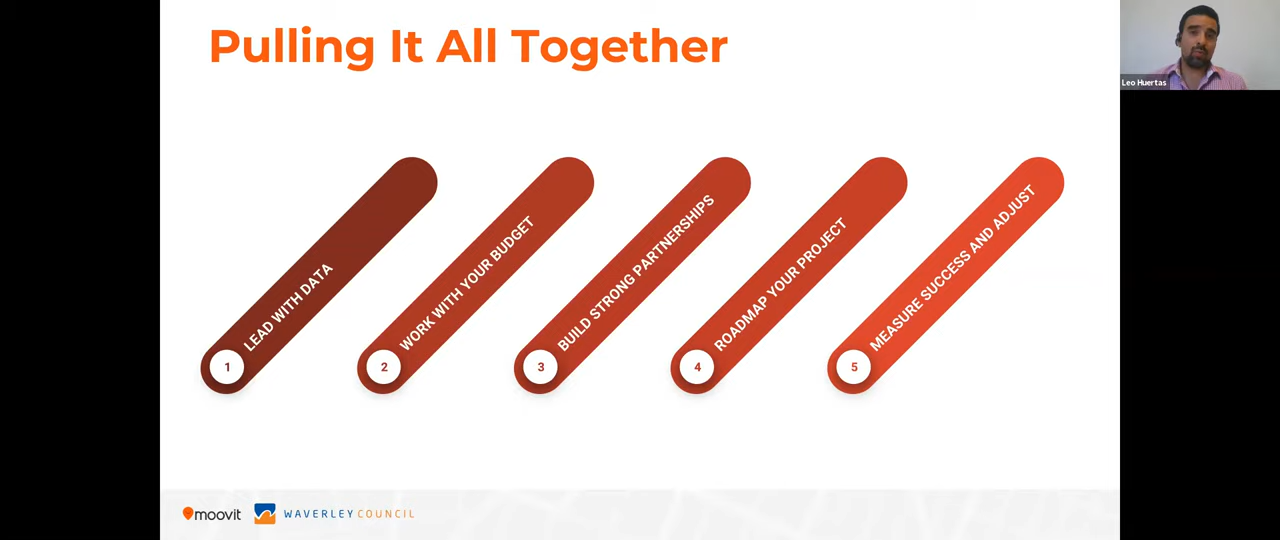 Pulling It All Together
Leo Huertas
LEAD WITH DATA
WORK WITH YOUR BUDGET
BUILD STRONG PARTNERSHIPS
ROADMAP YOUR PROJECT
MEASURE SUCCESS AND ADJUST
1
2
3
4
5
moovit
WAVERLEY COUNCIL